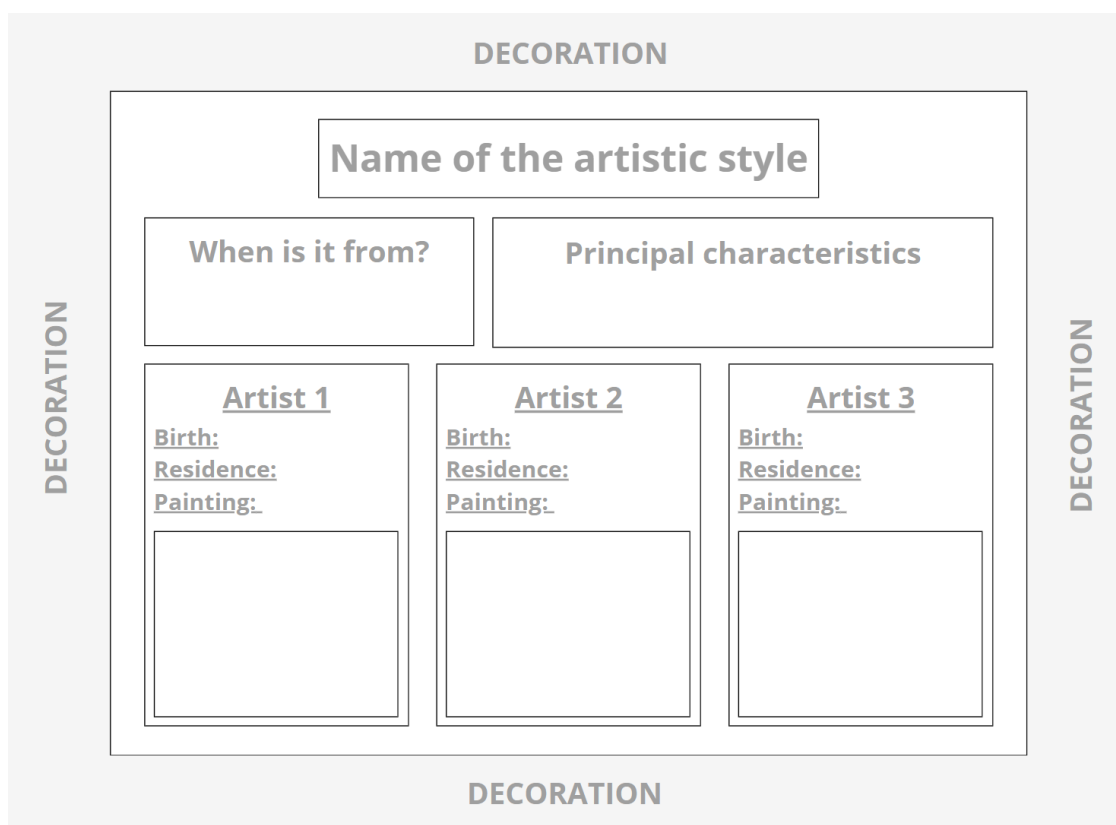 DECORATION
Name of the artistic style
When is it from?
Principal characteristics
DECORATION
DECORATION
Artist 1
Birth:
Residence:
Painting:
Artist 2
Birth:
Residence:
Painting:
Artist 3
Birth:
Residence:
Painting:
DECORATION